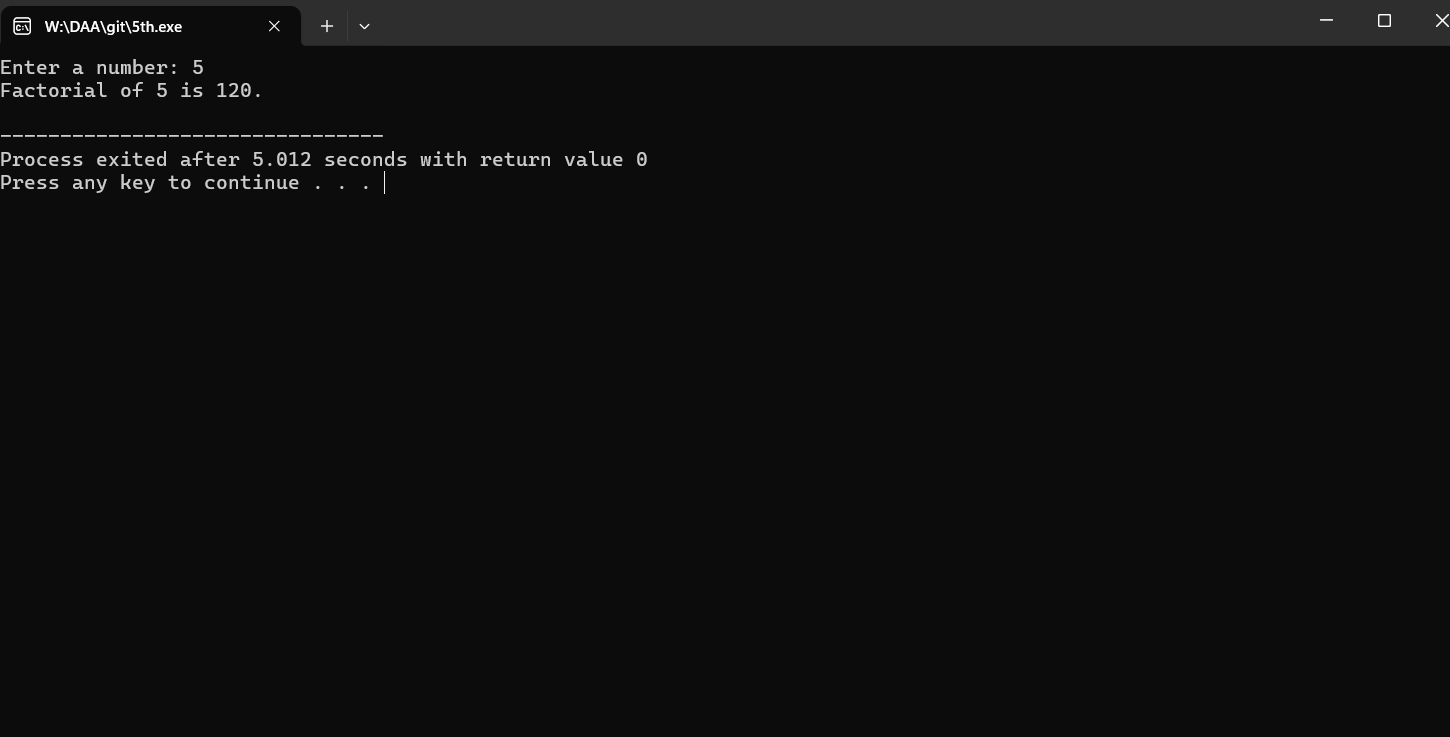 W:\DAA\git\5th.exe
Enter a number: 5
Factorial of 5 is 120.
--------------------------------
Process exited after 5.012 seconds with return value 0
Press any key to continue . . .